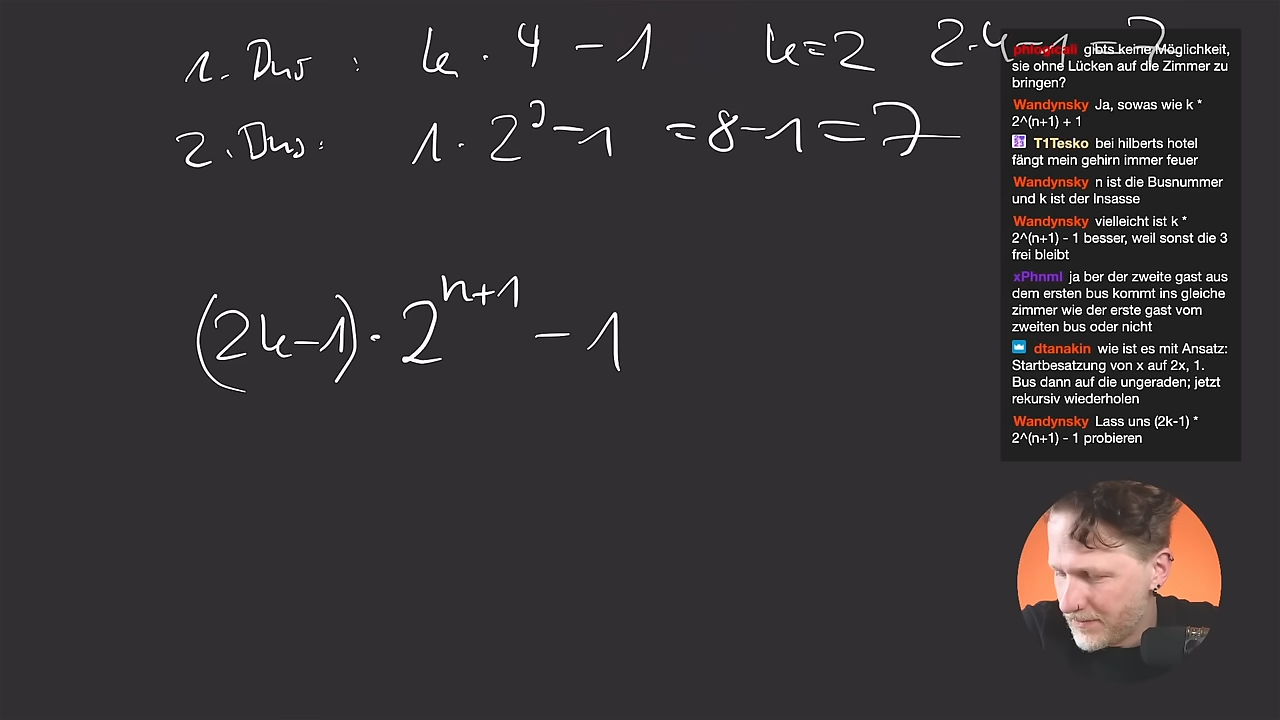 1. Bus : k · 4 - 1 k=2 2·4-1=7
2. Bus: 1 · 2³-1 =8-1=7
(2k-1) · 2^(n+1) - 1
phlogicali gibts keine Möglichkeit,
sie ohne Lücken auf die Zimmer zu
bringen?
Wandynsky Ja, sowas wie k *
2^(n+1) + 1
T1Tesko bei hilberts hotel
fängt mein gehirn immer feuer
Wandynsky n ist die Busnummer
und k ist der Insasse
Wandynsky vielleicht ist k *
2^(n+1) - 1 besser, weil sonst die 3
frei bleibt
xPhnml ja ber der zweite gast aus
dem ersten bus kommt ins gleiche
zimmer wie der erste gast vom
zweiten bus oder nicht
dtanakin wie ist es mit Ansatz:
Startbesatzung von x auf 2x, 1.
Bus dann auf die ungeraden; jetzt
rekursiv wiederholen
Wandynsky Lass uns (2k-1) *
2^(n+1) - 1 probieren